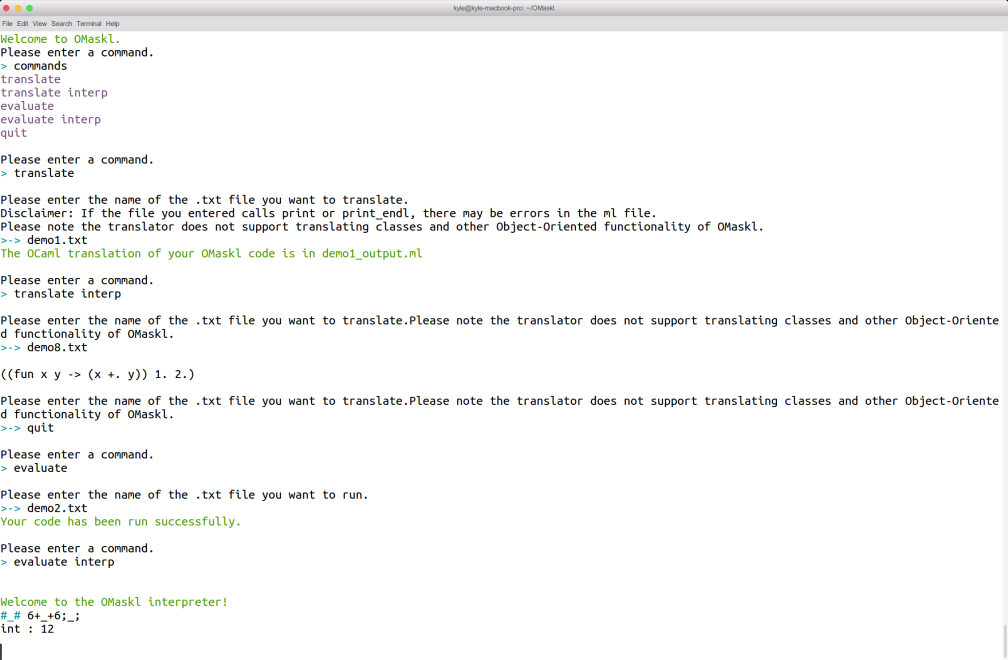 kyle@kyle-macbook-pro: ~/OMaskl
File Edit View Search Terminal Help
Welcome to OMaskl.
Please enter a command.
> commands
translate
translate interp
evaluate
evaluate interp
quit
Please enter a command.
> translate
Please enter the name of the .txt file you want to translate.
Disclaimer: If the file you entered calls print or print_endl, there may be errors in the ml file.
Please note the translator does not support translating classes and other Object-Oriented functionality of OMaskl.
>-> demo1.txt
The OCaml translation of your OMaskl code is in demo1_output.ml
Please enter a command.
> translate interp
Please enter the name of the .txt file you want to translate.Please note the translator does not support translating classes and other Object-Oriente
d functionality of OMaskl.
>-> demo8.txt
((fun x y -> (x +. y)) 1. 2.)
Please enter the name of the .txt file you want to translate.Please note the translator does not support translating classes and other Object-Oriente
d functionality of OMaskl.
>-> quit
Please enter a command.
> evaluate
Please enter the name of the .txt file you want to run.
>-> demo2.txt
Your code has been run successfully.
Please enter a command.
> evaluate interp
Welcome to the OMaskl interpreter!
#_# 6+_+6;_;
int : 12